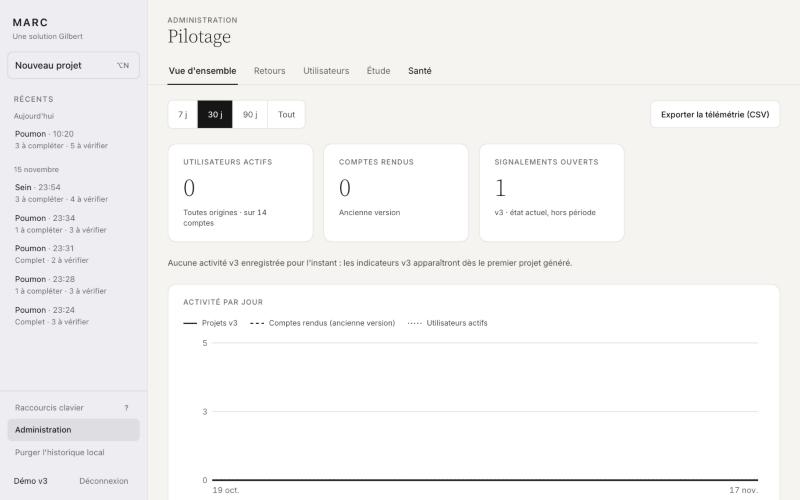 MARC
Une solution Gilbert
Nouveau projet ⌥N
RÉCENTS
Aujourd'hui
Poumon · 10:20
3 à compléter · 5 à vérifier
15 novembre
Sein · 23:54
3 à compléter · 4 à vérifier
Poumon · 23:34
1 à compléter · 3 à vérifier
Poumon · 23:31
Complet · 2 à vérifier
Poumon · 23:28
1 à compléter · 3 à vérifier
Poumon · 23:24
Complet · 3 à vérifier
Raccourcis clavier ?
Administration
Purger l'historique local
Démo v3 Déconnexion
ADMINISTRATION
Pilotage
Vue d'ensemble Retours Utilisateurs Étude Santé
7 j 30 j 90 j Tout
Exporter la télémétrie (CSV)
UTILISATEURS ACTIFS
0
Toutes origines · sur 14
comptes
COMPTES RENDUS
0
Ancienne version
SIGNALEMENTS OUVERTS
1
v3 · état actuel, hors période
Aucune activité v3 enregistrée pour l'instant : les indicateurs v3 apparaîtront dès le premier projet généré.
ACTIVITÉ PAR JOUR
Projets v3 Comptes rendus (ancienne version) Utilisateurs actifs
5
3
0
19 oct. 17 nov.